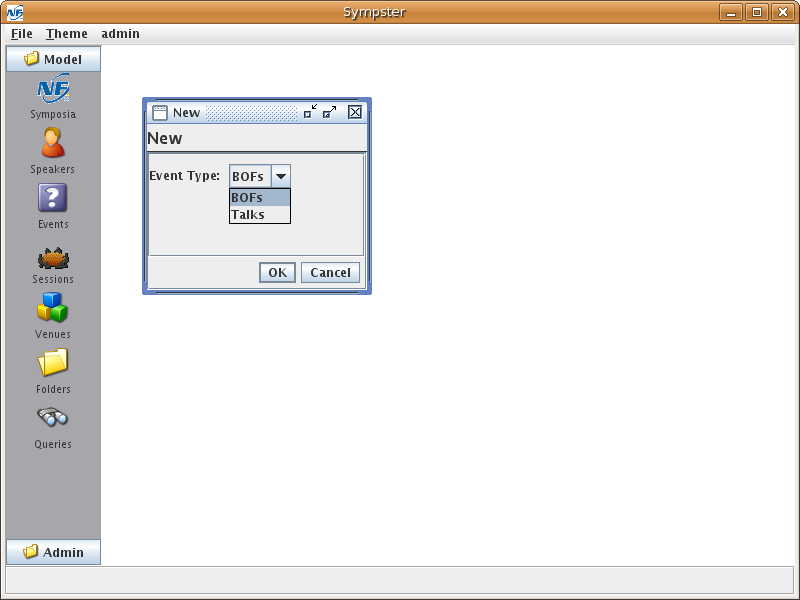 Sympster
File Theme admin
Model
NF
Symposia
Speakers
Events
Sessions
Venues
Folders
Queries
Admin
New
New
Event Type: BOFs
BOFs
Talks
OK Cancel